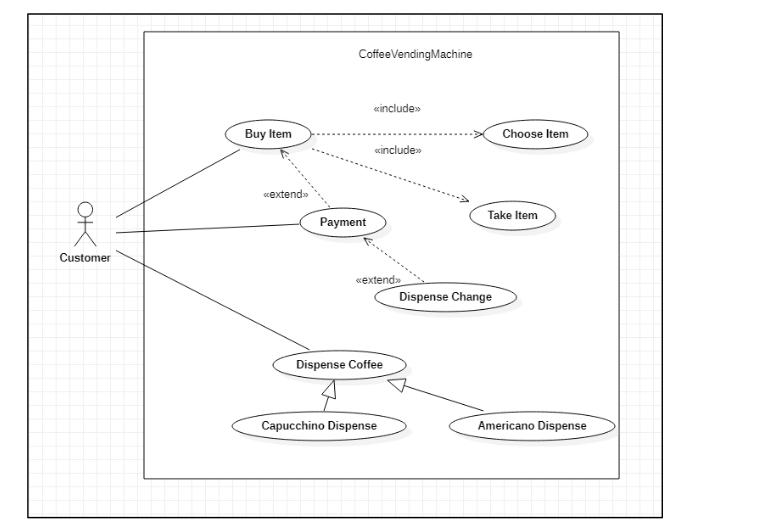 CoffeeVendingMachine
«include»
Buy Item
Choose Item
«include»
«extend»
Take Item
Payment
Customer
«extend»
Dispense Change
Dispense Coffee
Capucchino Dispense
Americano Dispense